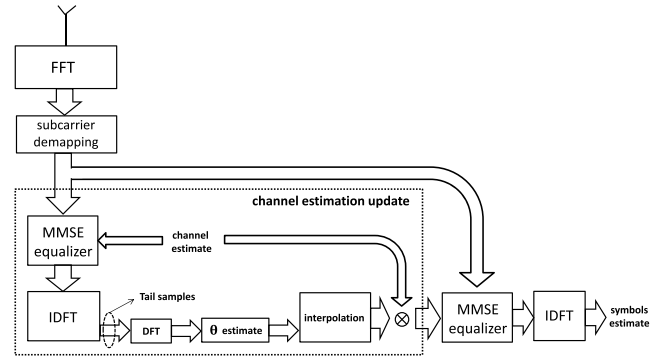 FFT
subcarrier
demapping
channel estimation update
MMSE
equalizer
channel
estimate
IDFT
Tail samples
DFT
θ estimate
interpolation
MMSE
equalizer
IDFT
symbols
estimate